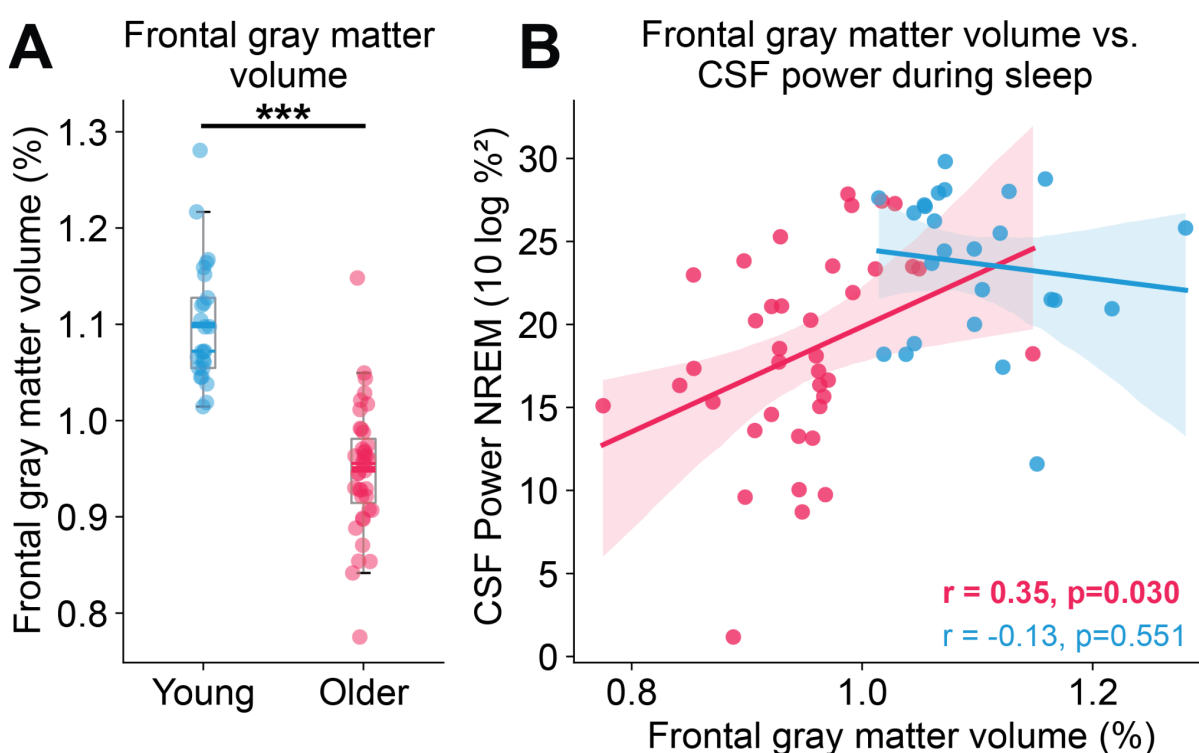 A
Frontal gray matter
volume
***
Frontal gray matter volume (%)
1.3
1.2
1.1
1.0
0.9
0.8
Young
Older
B
Frontal gray matter volume vs.
CSF power during sleep
CSF Power NREM (10 log %²)
30
25
20
15
10
5
0
r = 0.35, p=0.030
r = -0.13, p=0.551
0.8
1.0
1.2
Frontal gray matter volume (%)